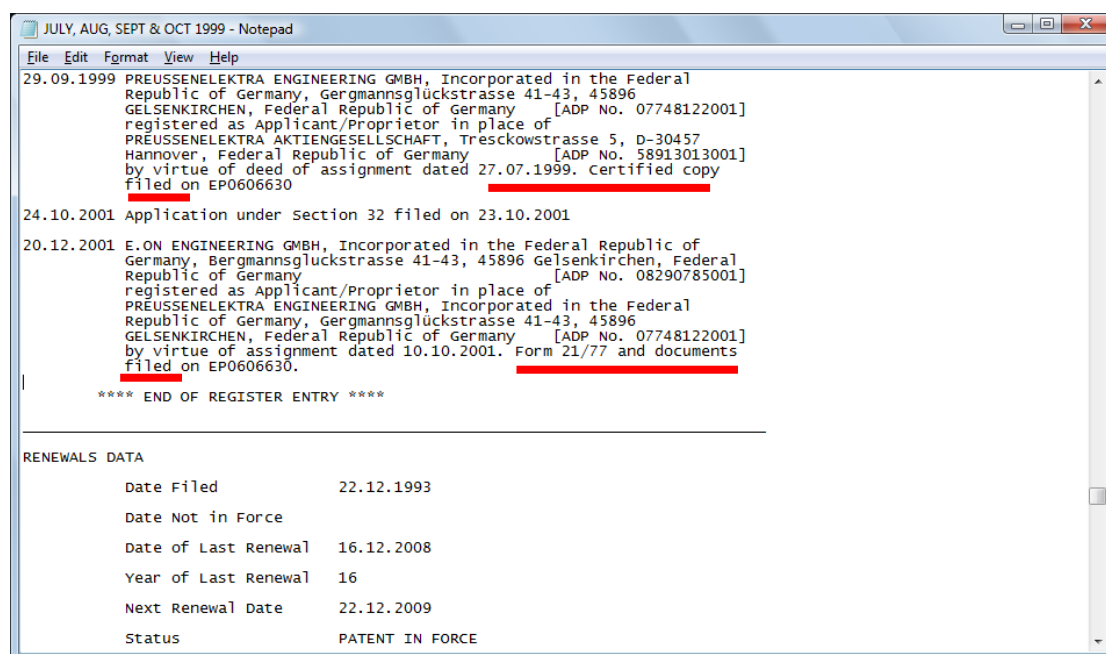 JULY, AUG, SEPT & OCT 1999 - Notepad
File Edit Format View Help
29.09.1999 PREUSSENELEKTRA ENGINEERING GMBH, Incorporated in the Federal
Republic of Germany, Gergmannsglückstrasse 41-43, 45896
GELSENKIRCHEN, Federal Republic of Germany [ADP No. 07748122001]
registered as Applicant/Proprietor in place of
PREUSSENELEKTRA AKTIENGESELLSCHAFT, Tresckowstrasse 5, D-30457
Hannover, Federal Republic of Germany [ADP No. 58913013001]
by virtue of deed of assignment dated 27.07.1999. Certified copy
filed on EP0606630
24.10.2001 Application under Section 32 filed on 23.10.2001
20.12.2001 E.ON ENGINEERING GMBH, Incorporated in the Federal Republic of
Germany, Bergmannsgluckstrasse 41-43, 45896 Gelsenkirchen, Federal
Republic of Germany [ADP No. 08290785001]
registered as Applicant/Proprietor in place of
PREUSSENELEKTRA ENGINEERING GMBH, Incorporated in the Federal
Republic of Germany, Gergmannsglückstrasse 41-43, 45896
GELSENKIRCHEN, Federal Republic of Germany [ADP No. 07748122001]
by virtue of assignment dated 10.10.2001. Form 21/77 and documents
filed on EP0606630.
**** END OF REGISTER ENTRY ****
RENEWALS DATA
Date Filed 22.12.1993
Date Not in Force
Date of Last Renewal 16.12.2008
Year of Last Renewal 16
Next Renewal Date 22.12.2009
Status PATENT IN FORCE